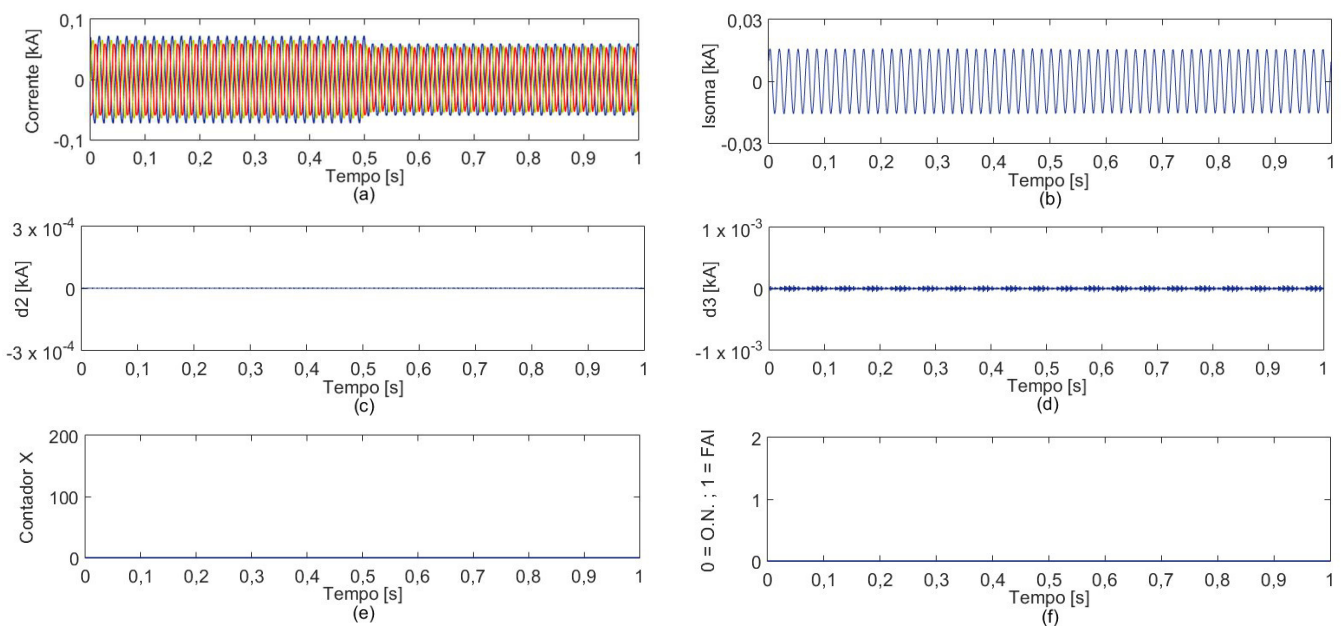 0,1
0
-0,1
Corrente [kA]
0 0,1 0,2 0,3 0,4 0,5 0,6 0,7 0,8 0,9 1
Tempo [s]
(a)
0,03
0
-0,03
Isoma [kA]
0 0,1 0,2 0,3 0,4 0,5 0,6 0,7 0,8 0,9 1
Tempo [s]
(b)
3 x 10⁻⁴
0
-3 x 10⁻⁴
d2 [kA]
0 0,1 0,2 0,3 0,4 0,5 0,6 0,7 0,8 0,9 1
Tempo [s]
(c)
1 x 10⁻³
0
-1 x 10⁻³
d3 [kA]
0 0,1 0,2 0,3 0,4 0,5 0,6 0,7 0,8 0,9 1
Tempo [s]
(d)
200
100
0
Contador X
0 0,1 0,2 0,3 0,4 0,5 0,6 0,7 0,8 0,9 1
Tempo [s]
(e)
2
1
0
0 = O.N. ; 1 = FAI
0 0,1 0,2 0,3 0,4 0,5 0,6 0,7 0,8 0,9 1
Tempo [s]
(f)